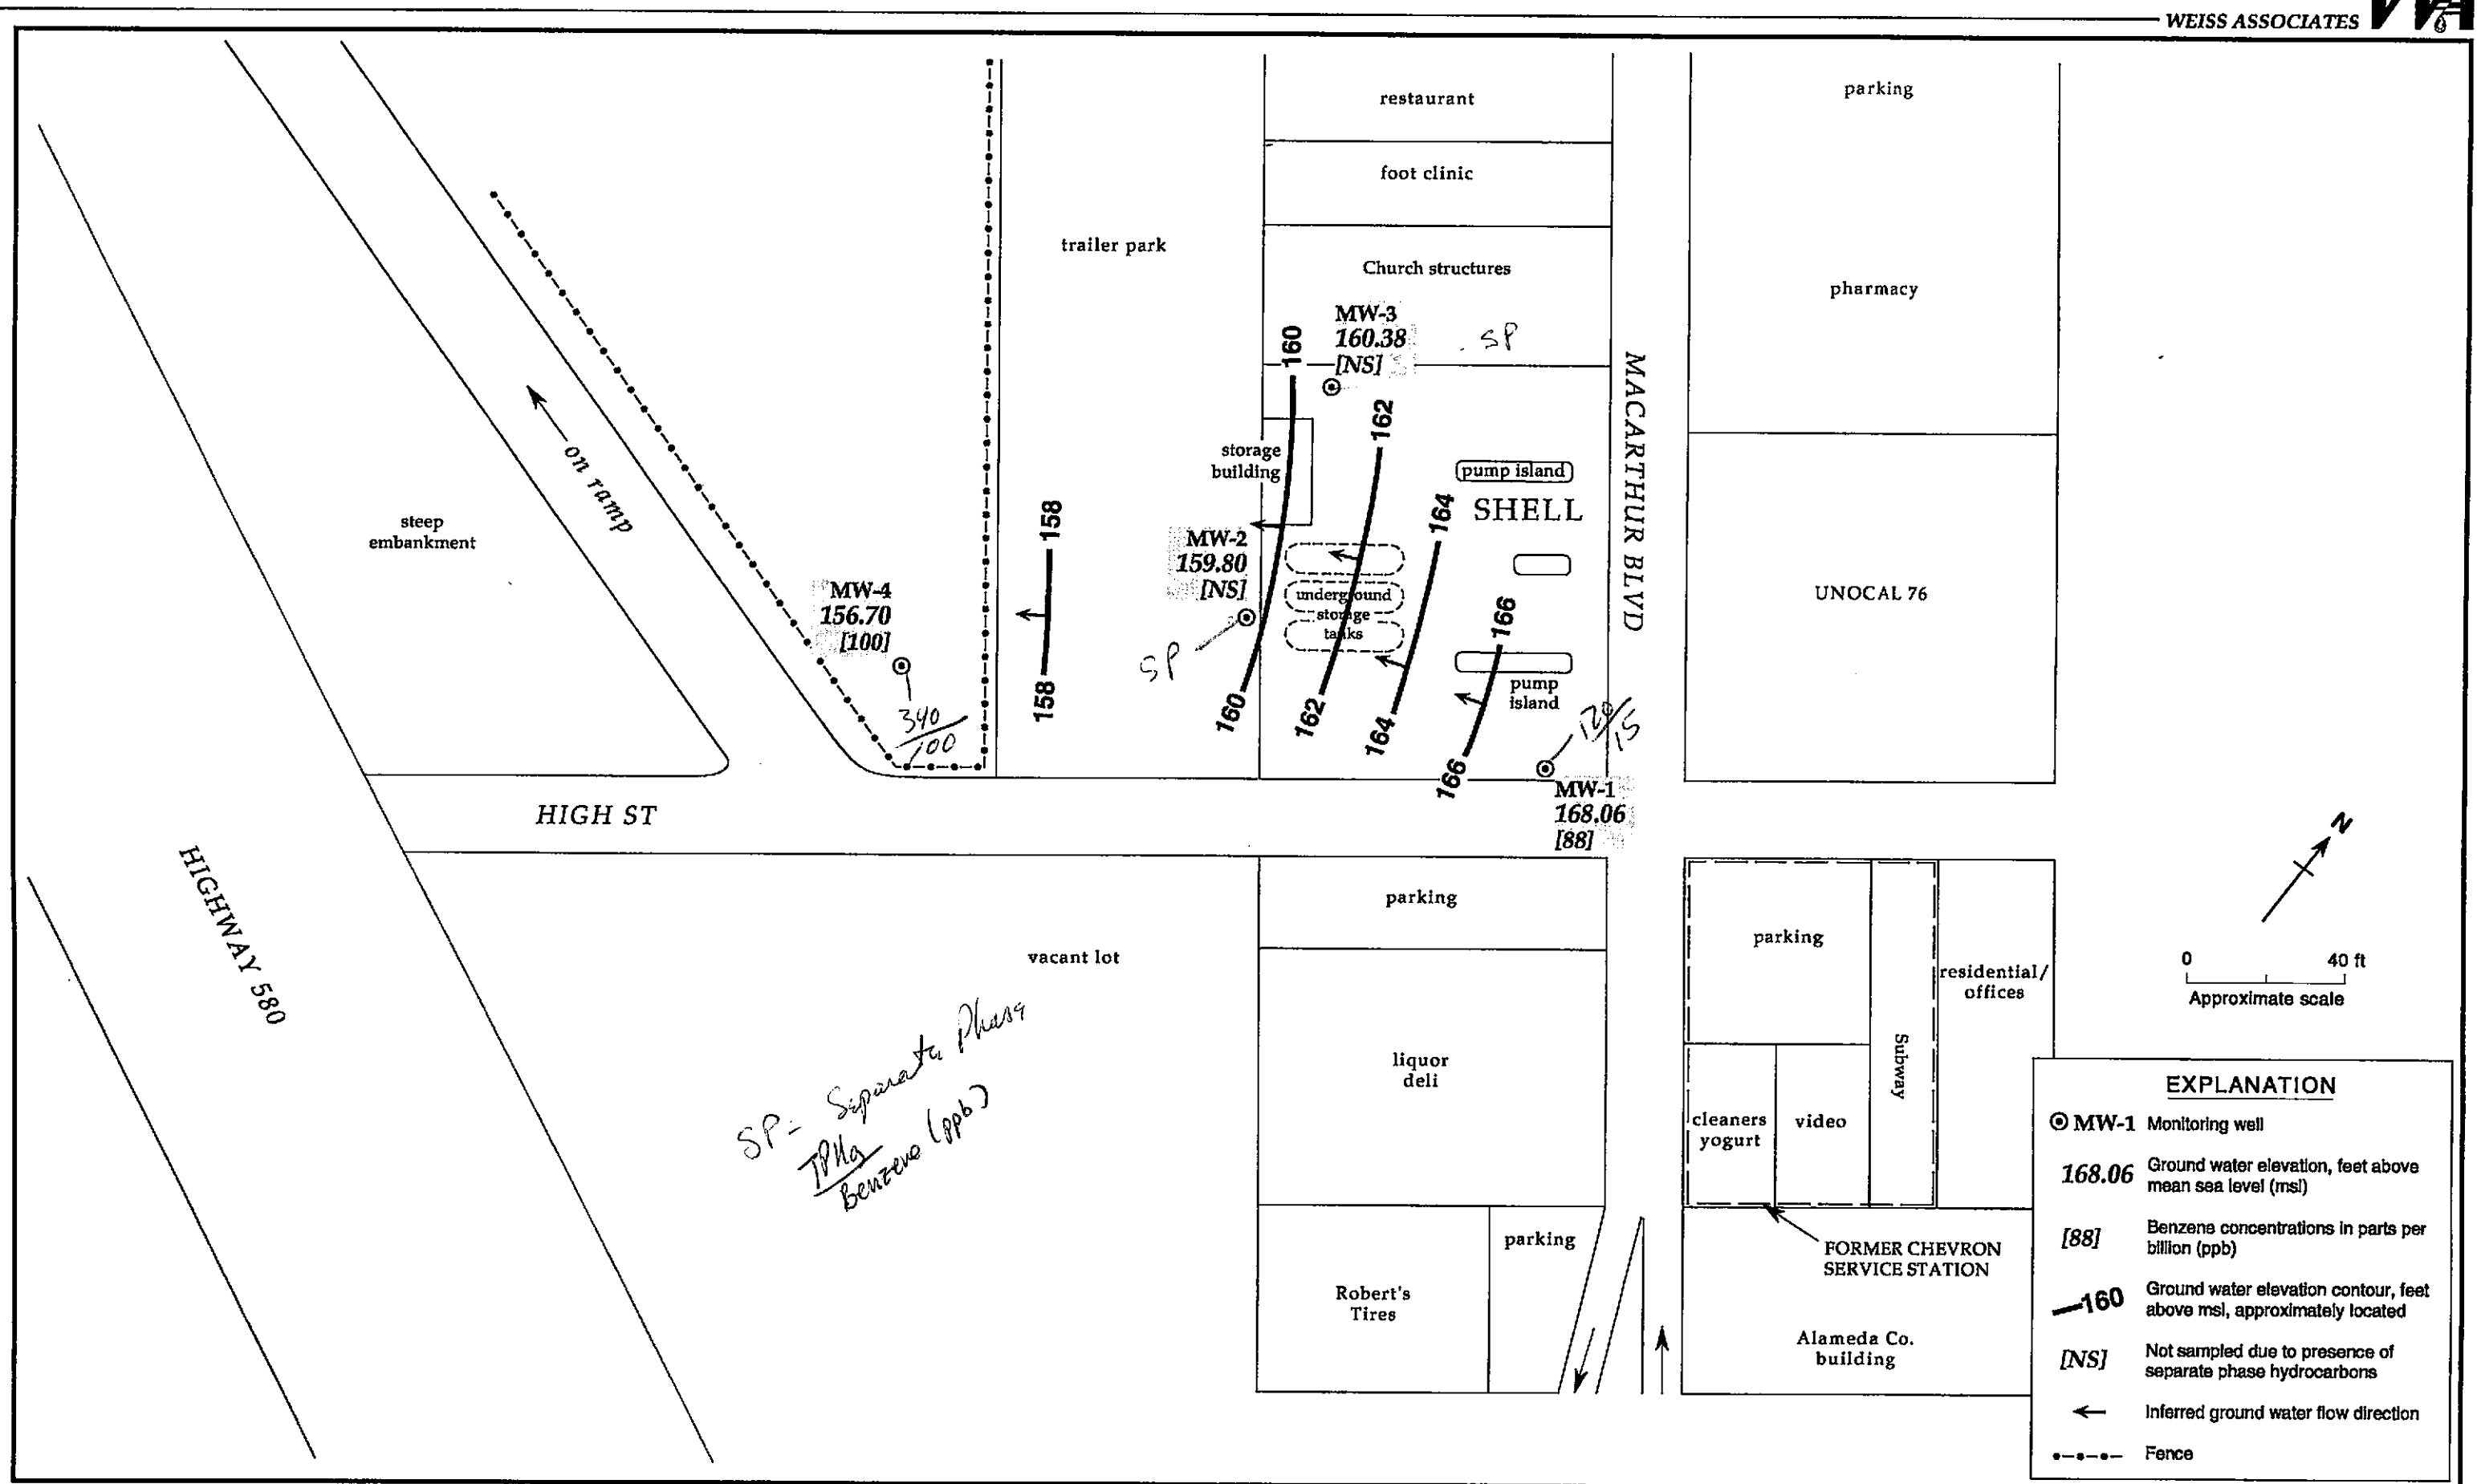 WEISS ASSOCIATES
WA
restaurant
parking
foot clinic
trailer park
Church structures
pharmacy
MW-3
160.38
[NS]
SP
160
162
MACARTHUR BLVD
storage
building
pump island
SHELL
164
on ramp
steep
embankment
158
MW-2
159.80
[NS]
underground
storage
tanks
166
UNOCAL 76
MW-4
156.70
[100]
SP
pump
island
340
100
158
160
162
164
166
120/15
MW-1
168.06
[88]
HIGH ST
HIGHWAY 580
N
parking
parking
0 40 ft
Approximate scale
vacant lot
residential/
offices
SP = Separate Phase
TPHg
Benzene (ppb)
liquor
deli
Subway
cleaners
yogurt
video
parking
FORMER CHEVRON
SERVICE STATION
Robert's
Tires
Alameda Co.
building
EXPLANATION
MW-1 Monitoring well
168.06 Ground water elevation, feet above
mean sea level (msl)
[88] Benzene concentrations in parts per
billion (ppb)
160 Ground water elevation contour, feet
above msl, approximately located
[NS] Not sampled due to presence of
separate phase hydrocarbons
Inferred ground water flow direction
Fence